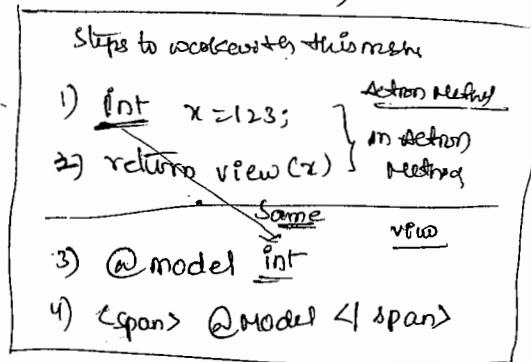 Steps to work with this
1) int x=123;
Action Method
2) return view(x)
in Action Method
Same
view
3) @model int
4) <span> @Model </span>